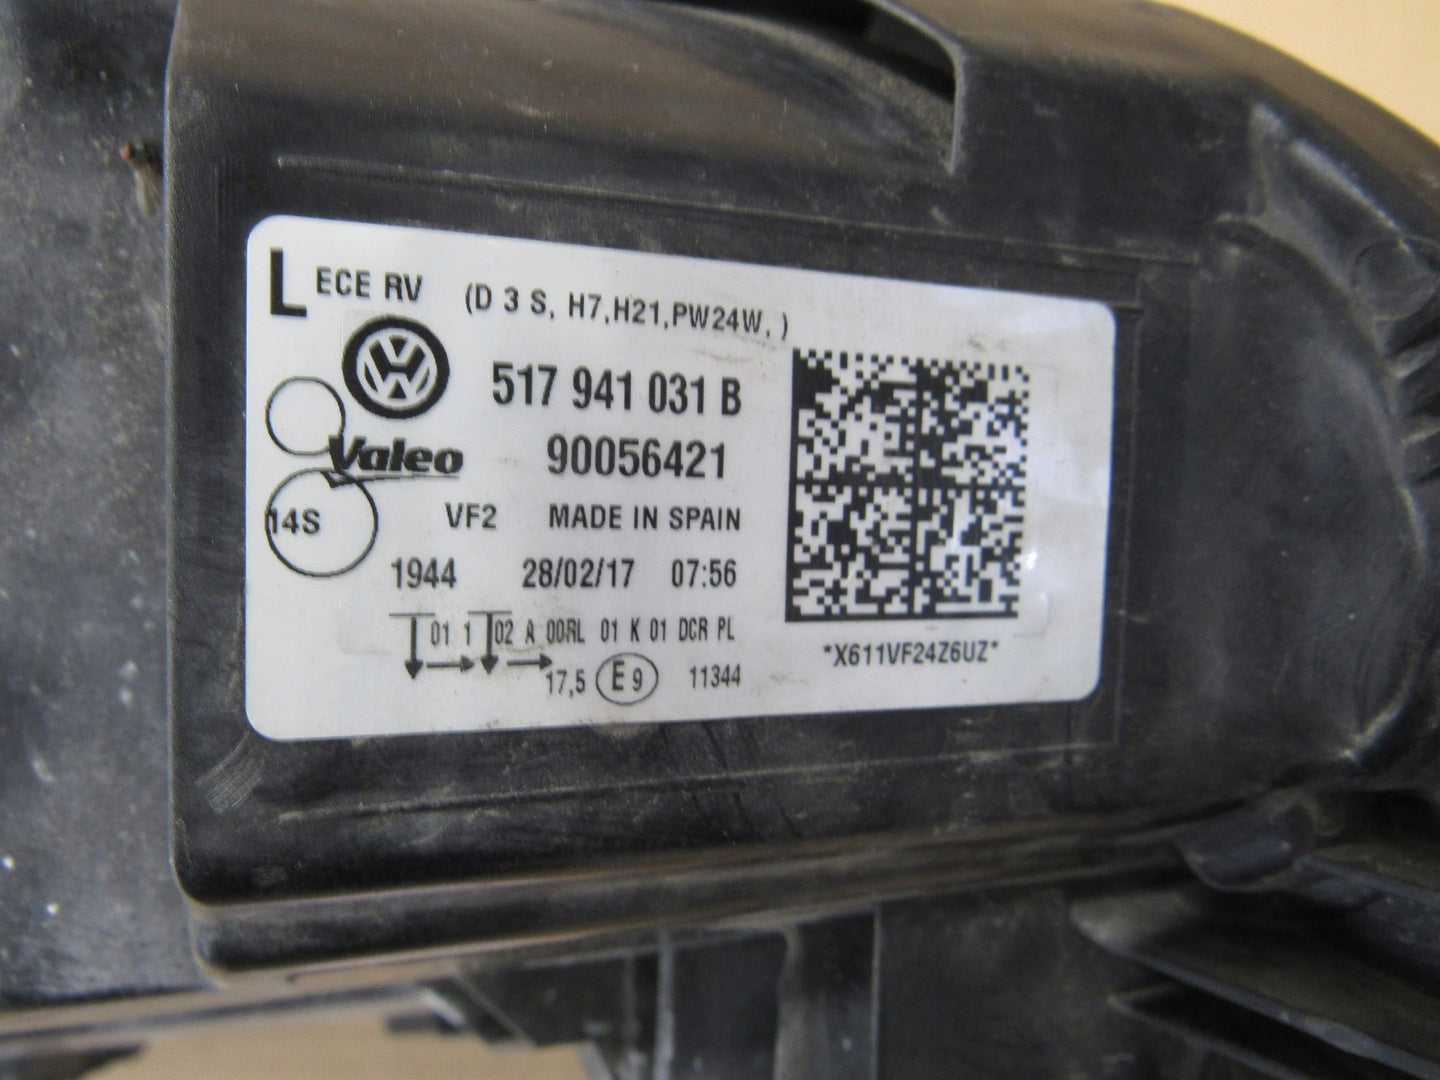 L ECE RV (D 3 S, H7,H21,PW24W, )
517 941 031 B
Valeo 90056421
14S VF2 MADE IN SPAIN
1944 28/02/17 07:56
01 1 02 A 00RL 01 K 01 DCR PL
17,5 E 9 11344
*X611VF24Z6UZ*